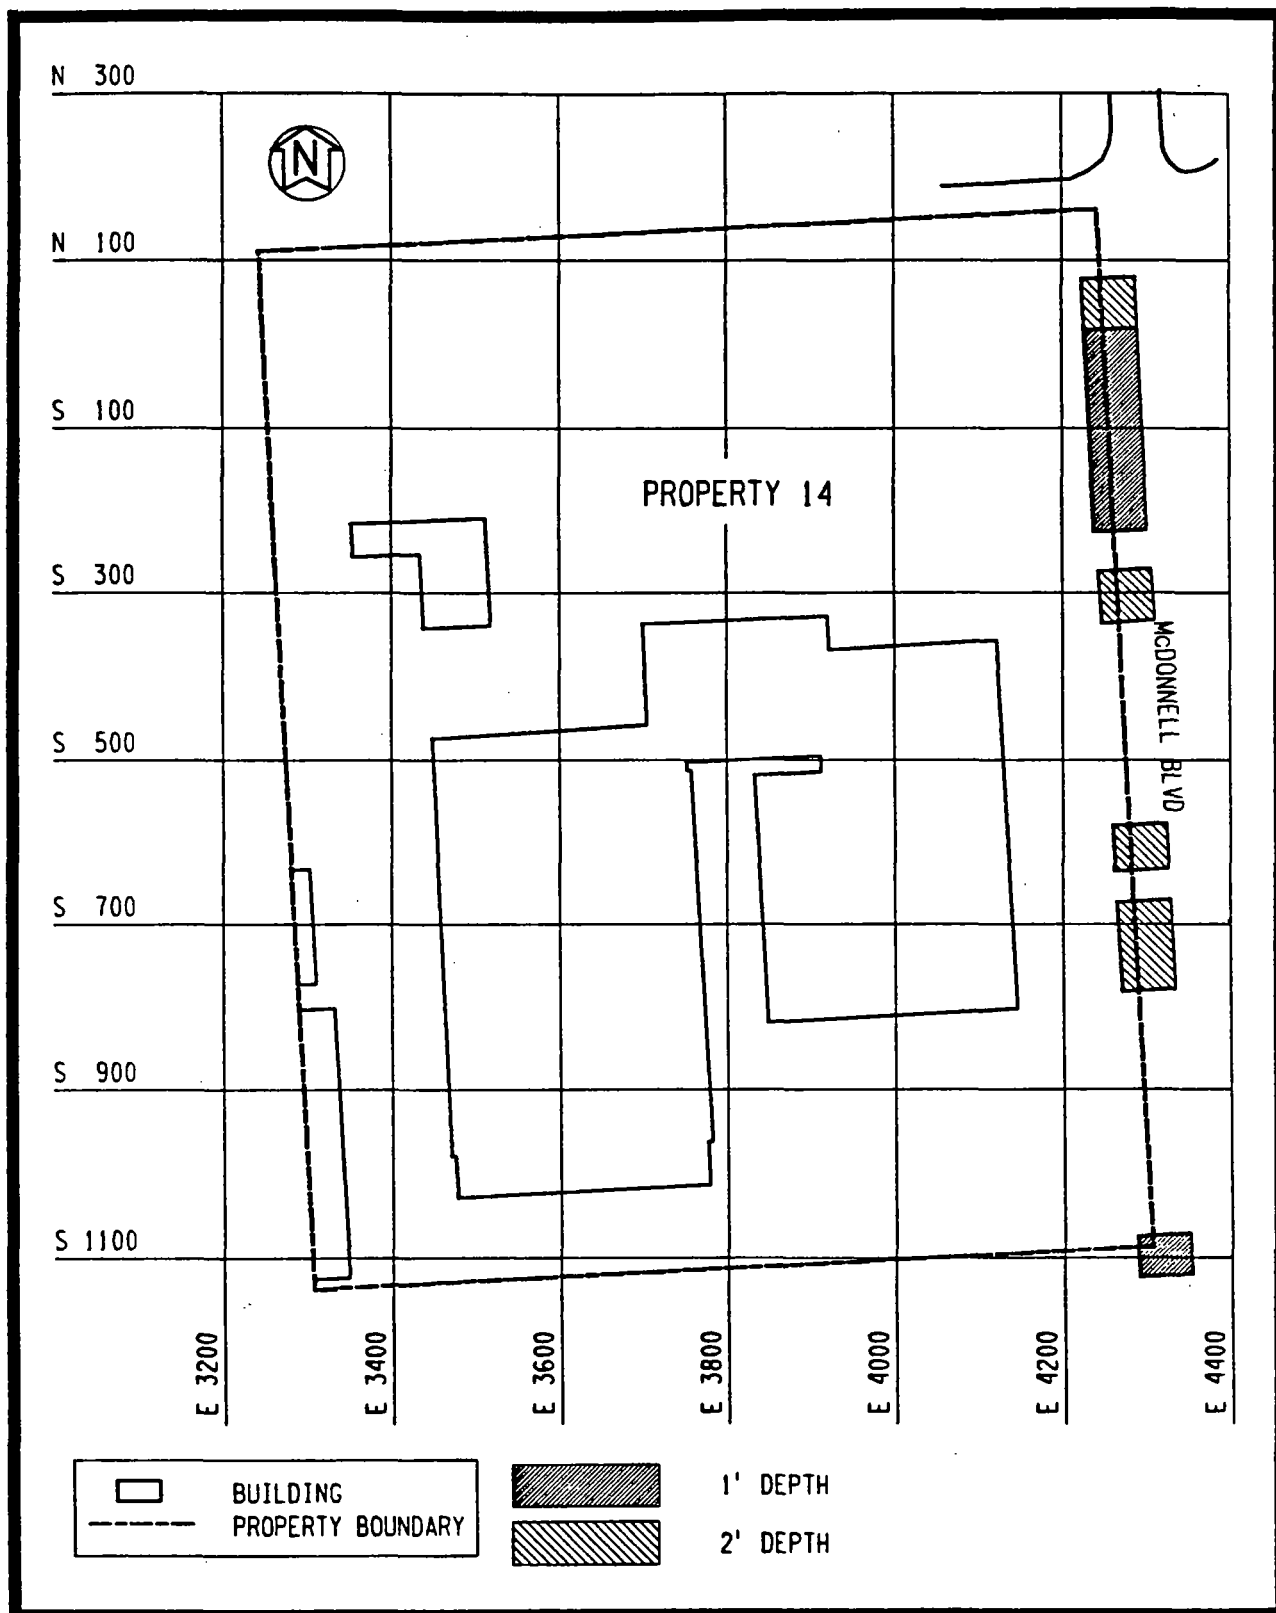 N 300
N
N 100
S 100
PROPERTY 14
S 300
McDONNELL BLVD
S 500
S 700
S 900
S 1100
E 3200
E 3400
E 3600
E 3800
E 4000
E 4200
E 4400
BUILDING
PROPERTY BOUNDARY
1' DEPTH
2' DEPTH